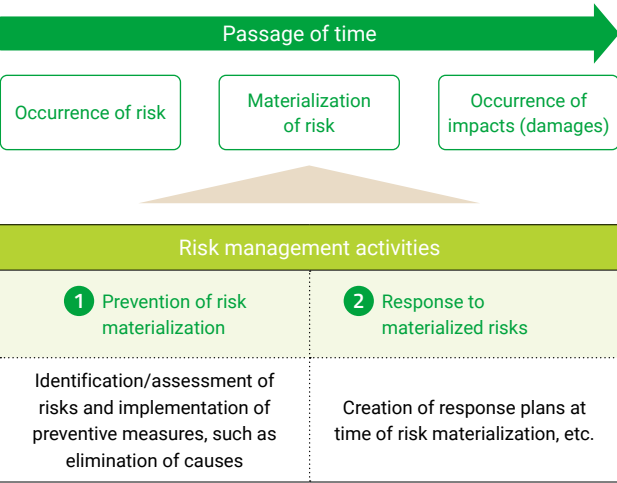 Passage of time
Occurrence of risk
Materialization
of risk
Occurrence of
impacts (damages)
Risk management activities
1 Prevention of risk
materialization
2 Response to
materialized risks
Identification/assessment of
risks and implementation of
preventive measures, such as
elimination of causes
Creation of response plans at
time of risk materialization, etc.